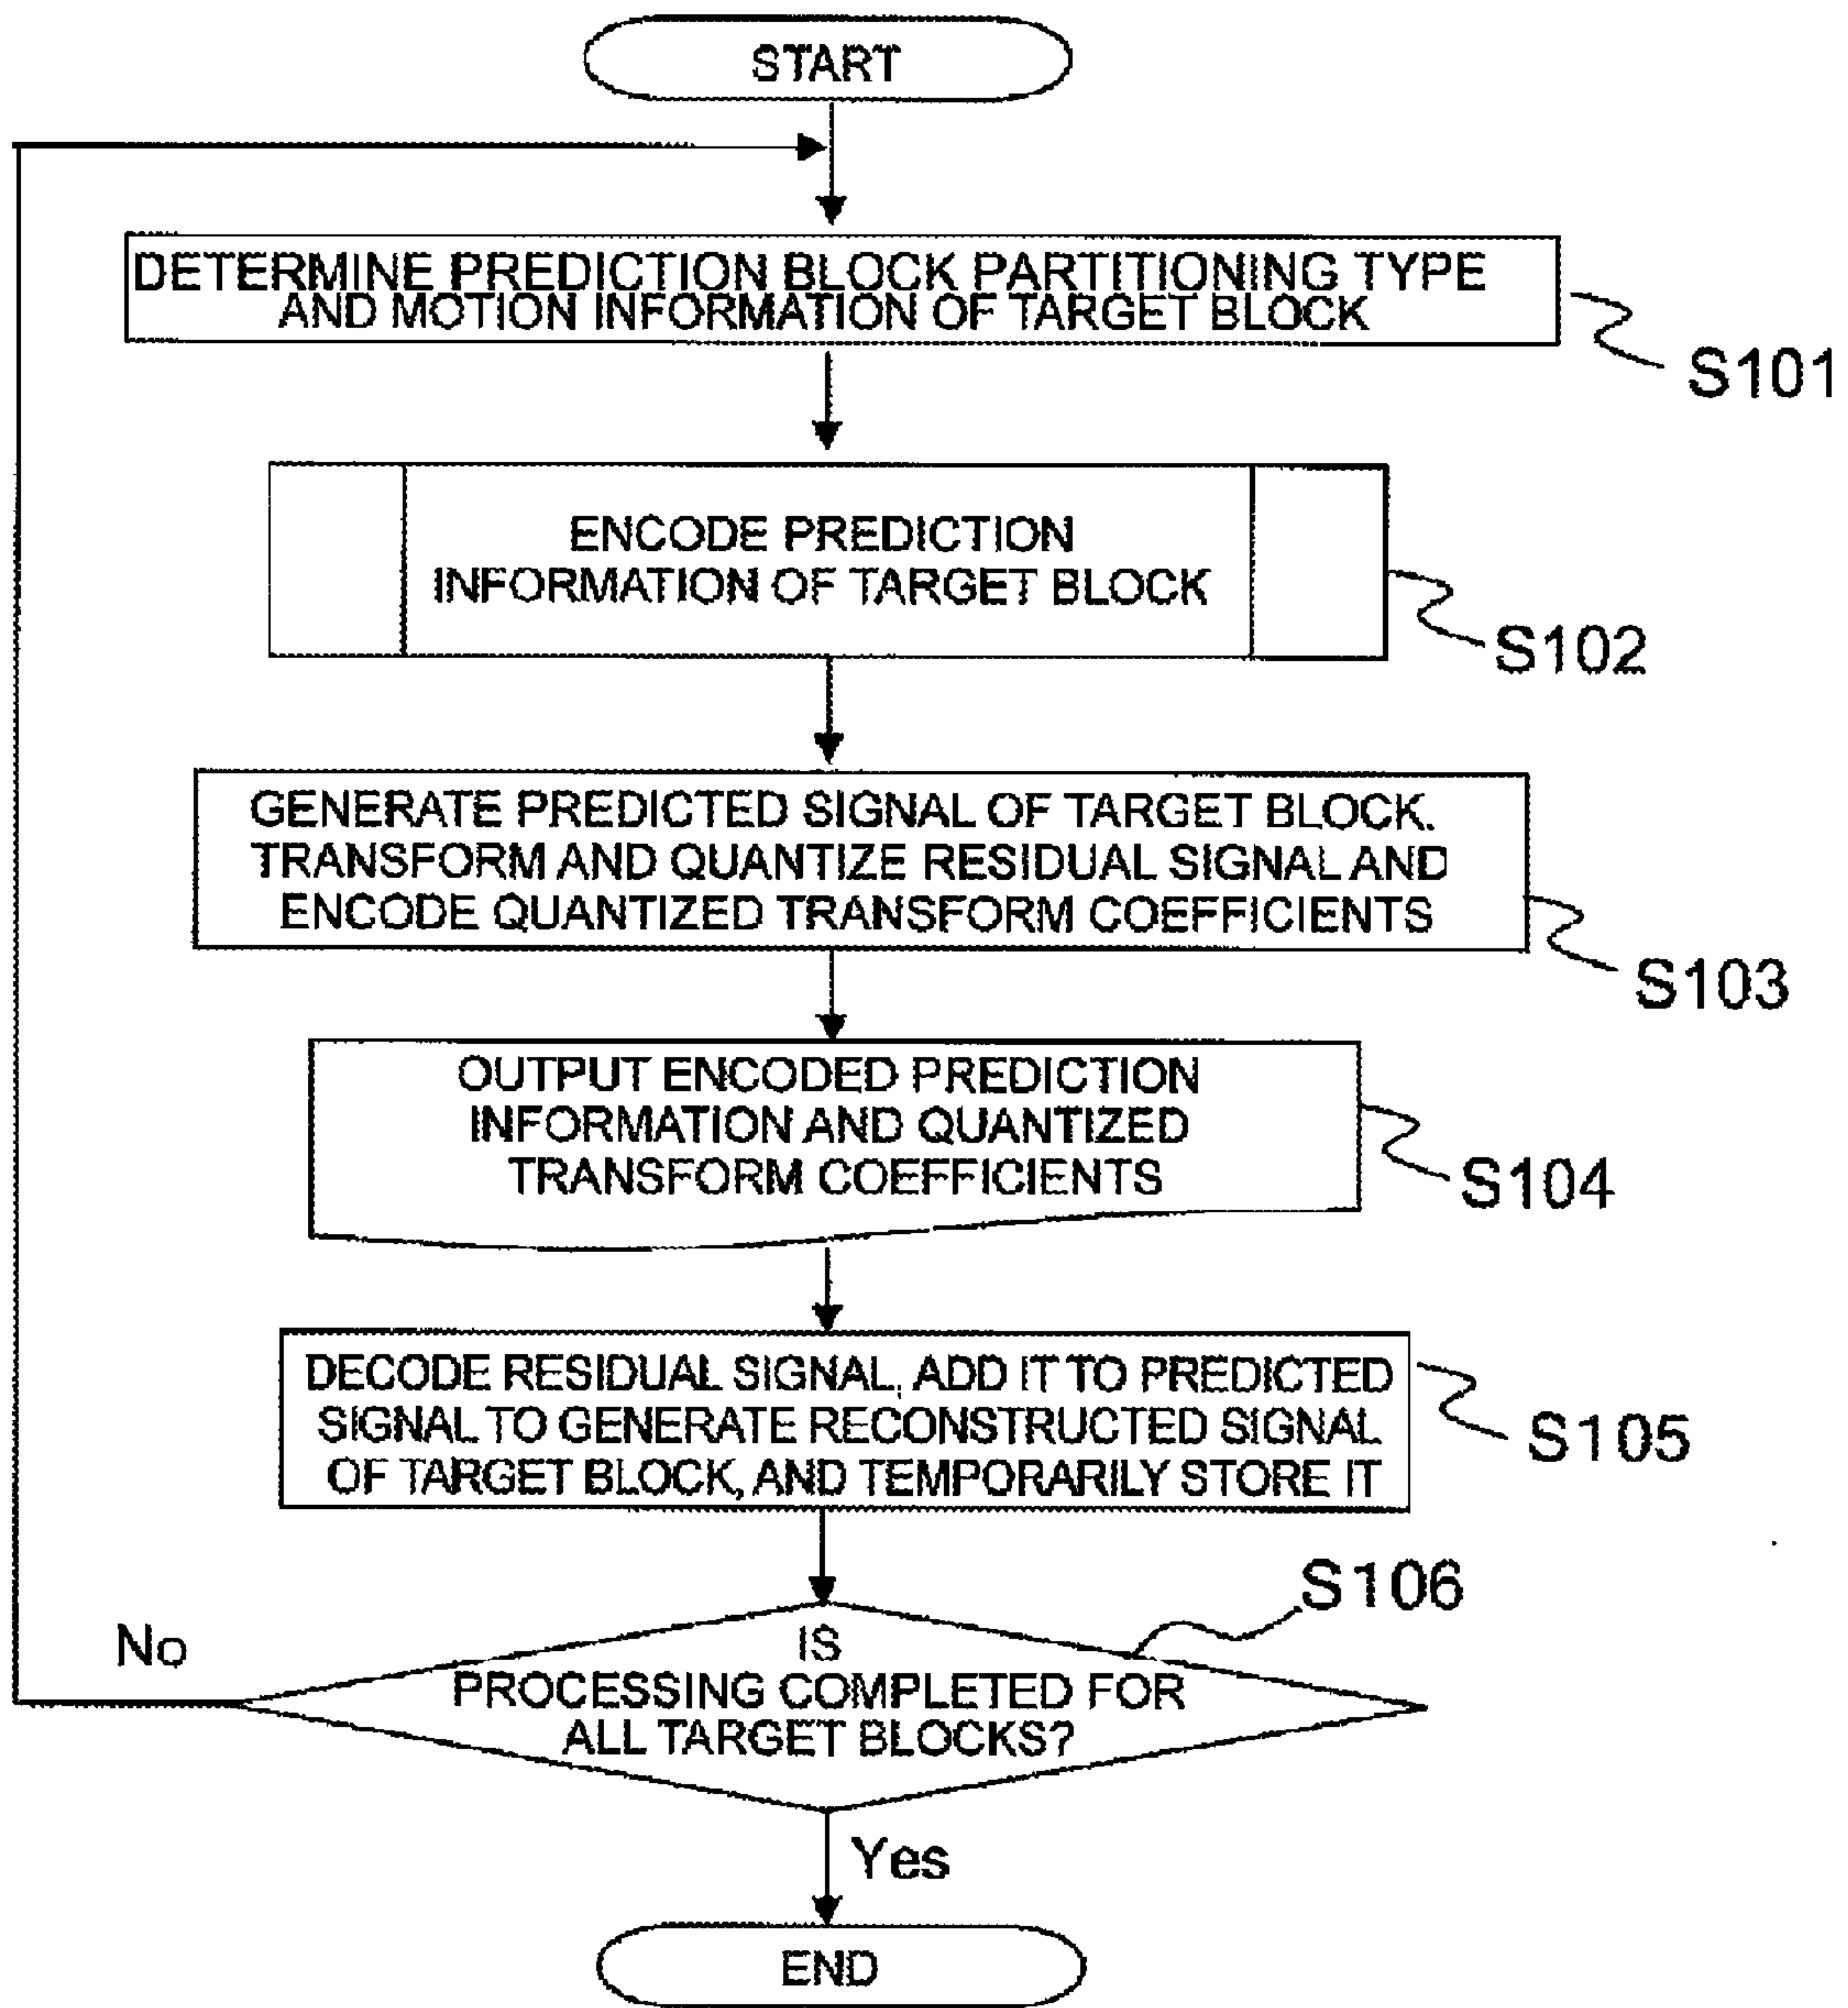 START
DETERMINE PREDICTION BLOCK PARTITIONING TYPE
AND MOTION INFORMATION OF TARGET BLOCK
S101
ENCODE PREDICTION
INFORMATION OF TARGET BLOCK
S102
GENERATE PREDICTED SIGNAL OF TARGET BLOCK.
TRANSFORM AND QUANTIZE RESIDUAL SIGNAL AND
ENCODE QUANTIZED TRANSFORM COEFFICIENTS
S103
OUTPUT ENCODED PREDICTION
INFORMATION AND QUANTIZED
TRANSFORM COEFFICIENTS
S104
DECODE RESIDUAL SIGNAL, ADD IT TO PREDICTED
SIGNAL TO GENERATE RECONSTRUCTED SIGNAL
OF TARGET BLOCK, AND TEMPORARILY STORE IT
S105
S106
No
IS
PROCESSING COMPLETED FOR
ALL TARGET BLOCKS?
Yes
END